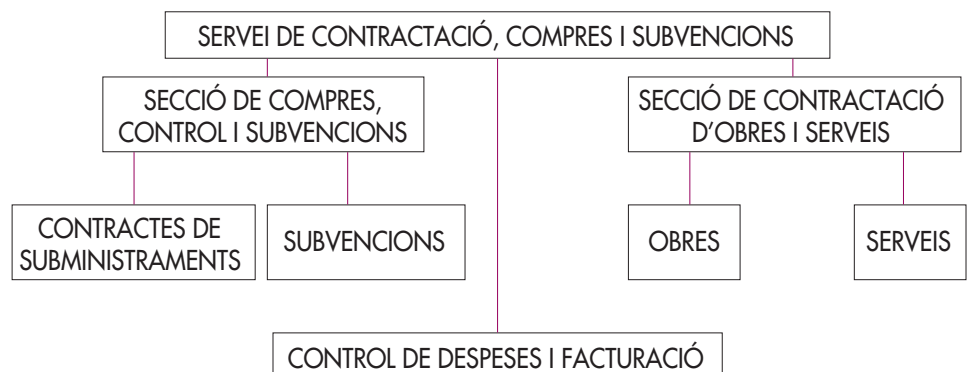 SERVEI DE CONTRACTACIÓ, COMPRES I SUBVENCIONS
SECCIÓ DE COMPRES,
CONTROL I SUBVENCIONS
SECCIÓ DE CONTRACTACIÓ
D'OBRES I SERVEIS
CONTRACTES DE
SUBMINISTRAMENTS
SUBVENCIONS
OBRES
SERVEIS
CONTROL DE DESPESES I FACTURACIÓ